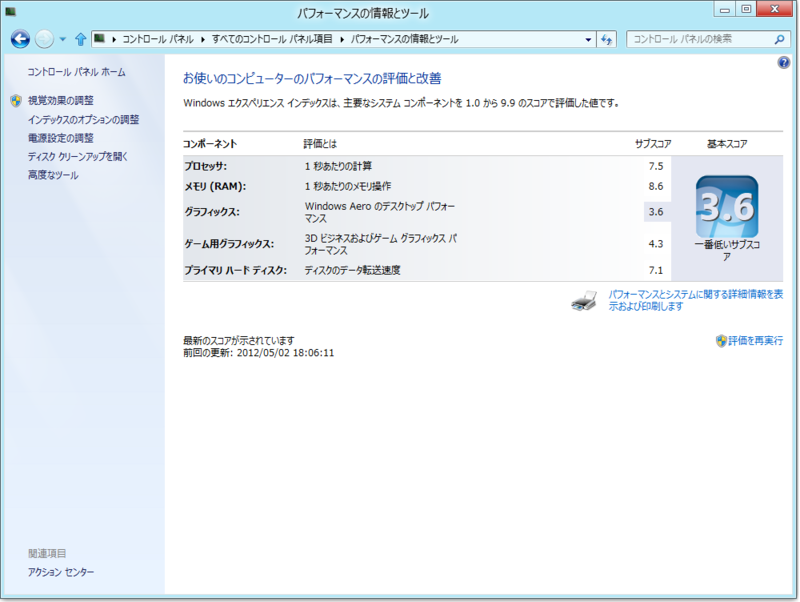 パフォーマンスの情報とツール
コントロール パネル ▸ すべてのコントロール パネル項目 ▸ パフォーマンスの情報とツール
コントロール パネルの検索
コントロール パネル ホーム
視覚効果の調整
インデックスのオプションの調整
電源設定の調整
ディスク クリーンアップを開く
高度なツール
お使いのコンピューターのパフォーマンスの評価と改善
Windows エクスペリエンス インデックスは、主要なシステム コンポーネントを 1.0 から 9.9 のスコアで評価した値です。
コンポーネント 評価とは サブスコア 基本スコア
プロセッサ: 1 秒あたりの計算 7.5
メモリ (RAM): 1 秒あたりのメモリ操作 8.6
グラフィックス: Windows Aero のデスクトップ パフォー
マンス 3.6
ゲーム用グラフィックス: 3D ビジネスおよびゲーム グラフィックス パ
フォーマンス 4.3
プライマリ ハード ディスク: ディスクのデータ転送速度 7.1
3.6
一番低いサブスコ
ア
パフォーマンスとシステムに関する詳細情報を表
示および印刷します
最新のスコアが示されています
前回の更新: 2012/05/02 18:06:11
評価を再実行
関連項目
アクション センター